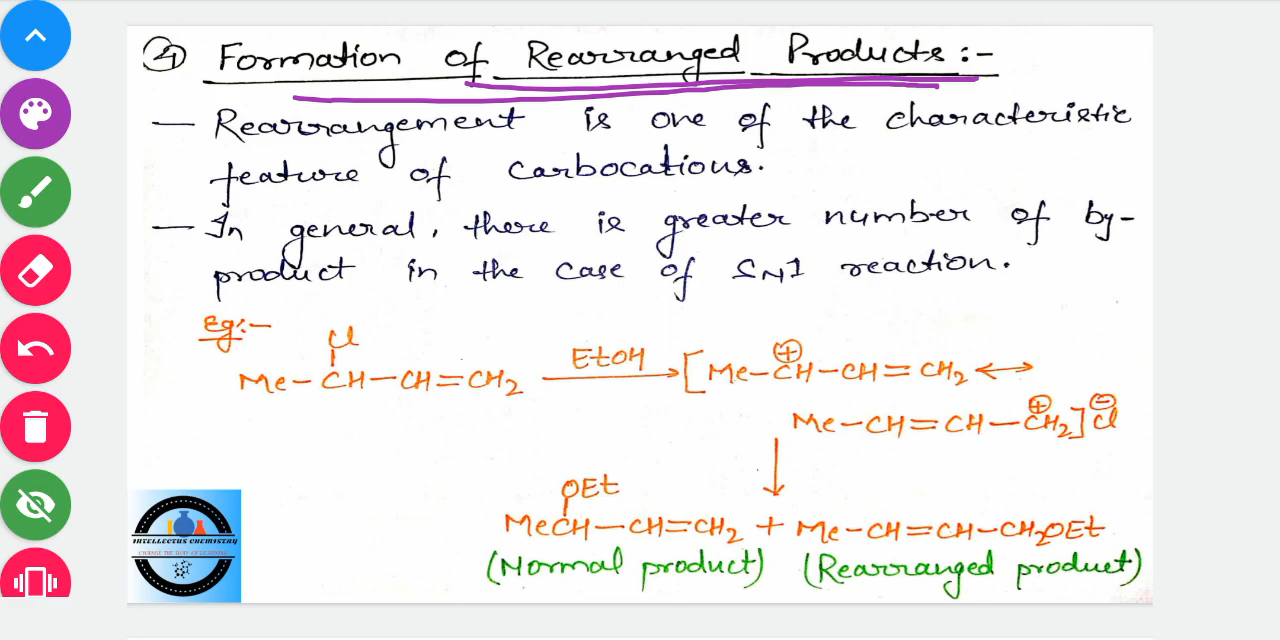 ④ Formation of Rearranged Products :-
— Rearrangement is one of the characteristic
feature of carbocations.
— In general, there is greater number of by-
product in the case of SN1 reaction.
Eg:-
Cl
Me-CH-CH=CH₂ EtOH → [Me-CH⊕-CH=CH₂ ↔
Me-CH=CH-CH₂⊕] Cl⊖
↓
OEt
MeCH-CH=CH₂ + Me-CH=CH-CH₂OEt
(Normal product) (Rearranged product)
INTELLECTUS CHEMISTRY